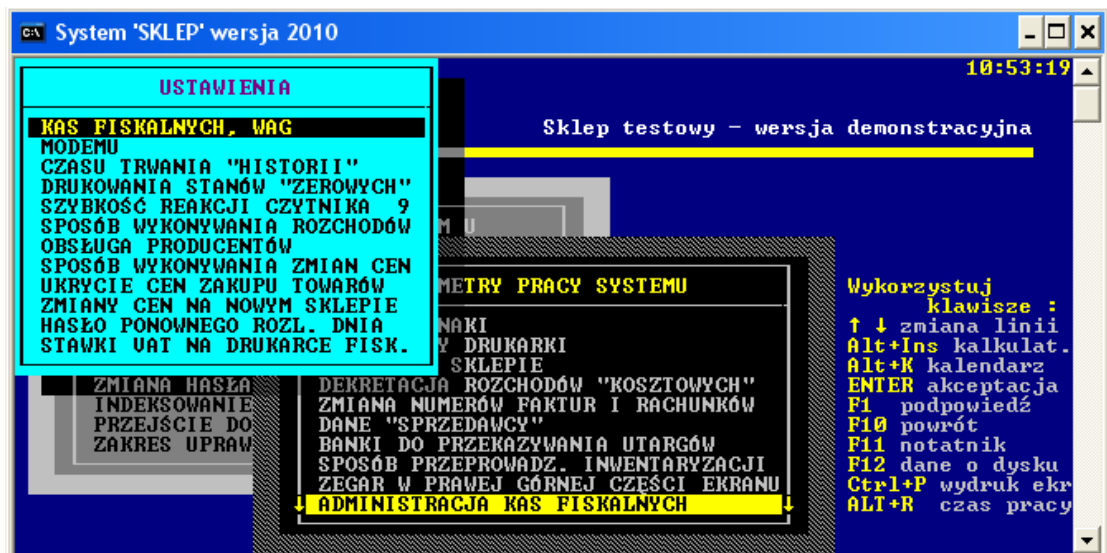 System 'SKLEP' wersja 2010
10:53:19
Sklep testowy - wersja demonstracyjna
USTAWIENIA
KAS FISKALNYCH, WAG
MODEMU
CZASU TRWANIA "HISTORII"
DRUKOWANIA STANÓW "ZEROWYCH"
SZYBKOŚĆ REAKCJI CZYTNIKA 9
SPOSÓB WYKONYWANIA ROZCHODÓW
OBSŁUGA PRODUCENTÓW
SPOSÓB WYKONYWANIA ZMIAN CEN
UKRYCIE CEN ZAKUPU TOWARÓW
ZMIANY CEN NA NOWYM SKLEPIE
HASŁO PONOWNEGO ROZL. DNIA
STAWKI VAT NA DRUKARCE FISK.
M U
ZMIANA HASŁA
INDEKSOWANIE
PRZEJŚCIE DO
ZAKRES UPRAW
METRY PRACY SYSTEMU
NAKI
Y DRUKARKI
SKLEPIE
DEKRETACJA ROZCHODÓW "KOSZTOWYCH"
ZMIANA NUMERÓW FAKTUR I RACHUNKÓW
DANE "SPRZEDAWCY"
BANKI DO PRZEKAZYWANIA UTARGÓW
SPOSÓB PRZEPROWADZ. INWENTARYZACJI
ZEGAR W PRAWEJ GÓRNEJ CZĘŚCI EKRANU
↓ ADMINISTRACJA KAS FISKALNYCH ↓
Wykorzystuj
klawisze :
↑ ↓ zmiana linii
Alt+Ins kalkulat.
Alt+K kalendarz
ENTER akceptacja
F1 podpowiedź
F10 powrót
F11 notatnik
F12 dane o dysku
Ctrl+P wydruk ekr
ALT+R czas pracy